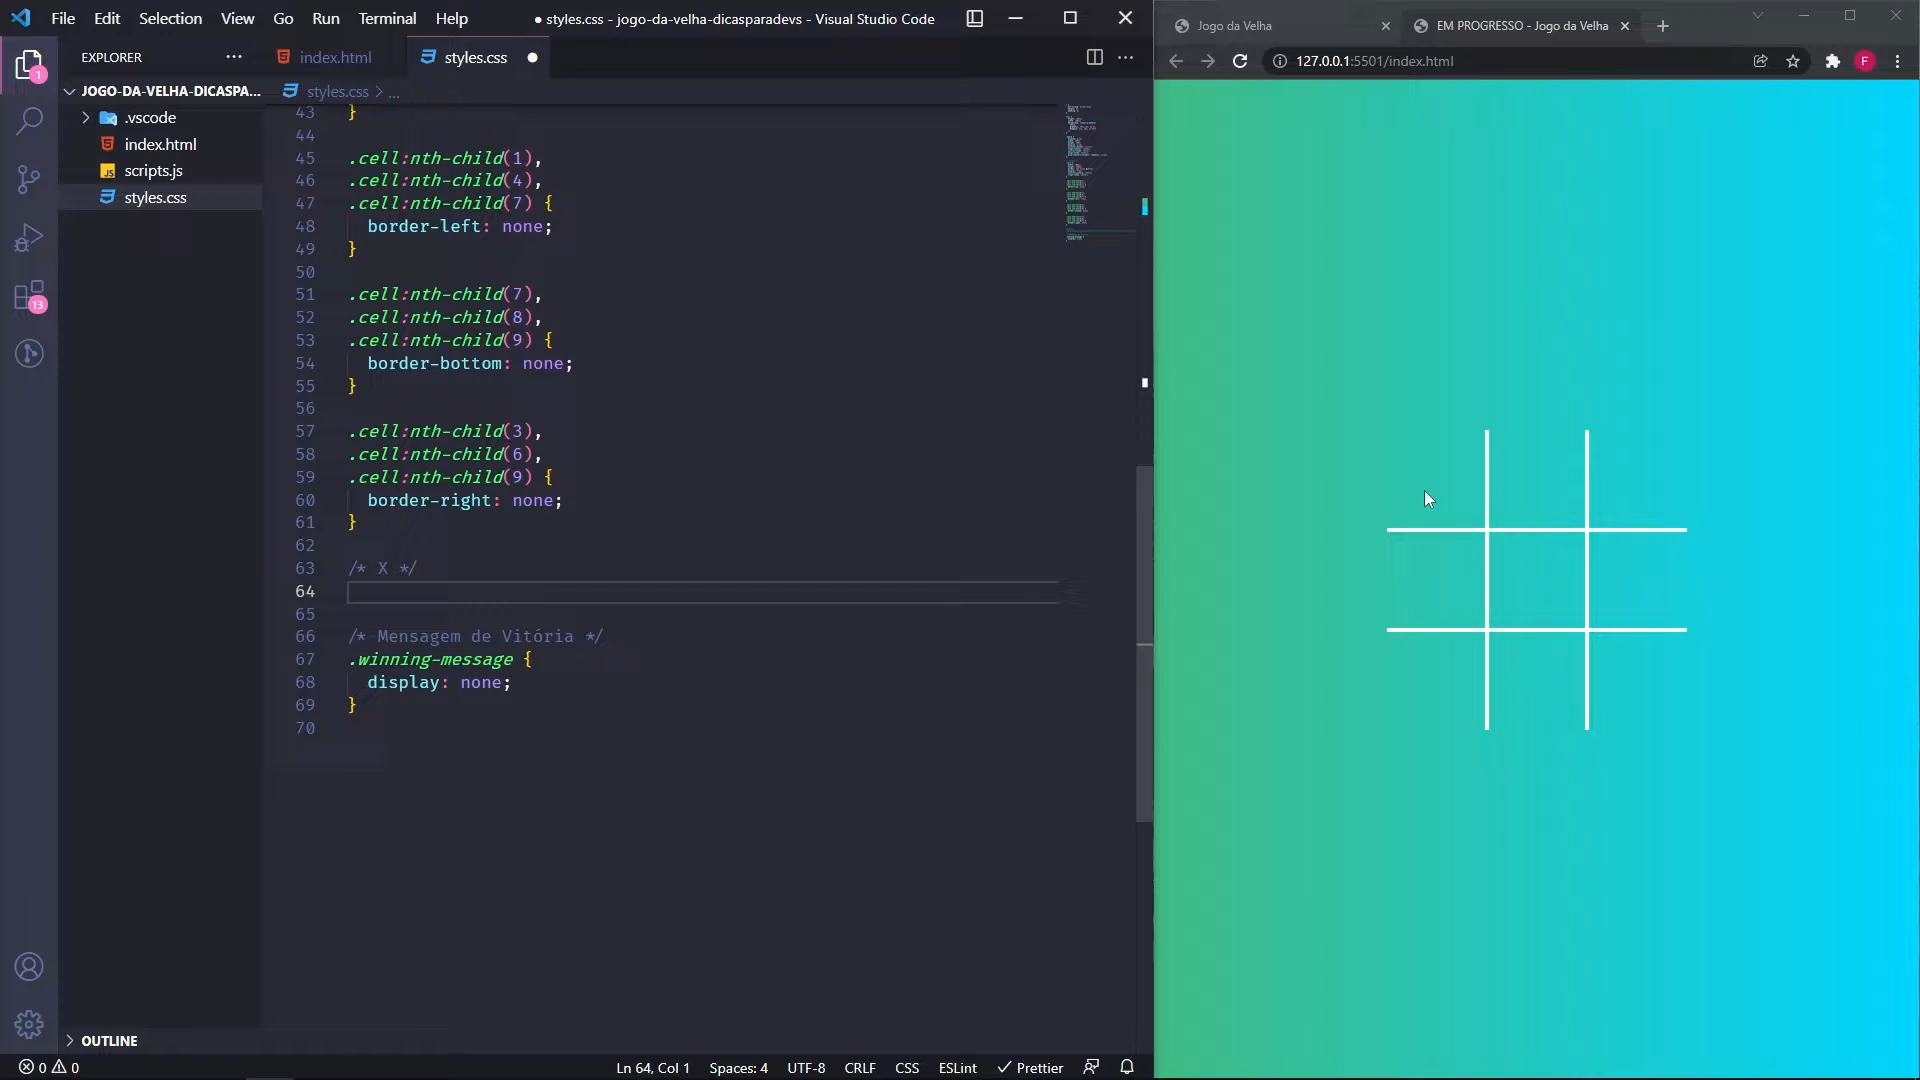 File Edit Selection View Go Run Terminal Help
● styles.css - jogo-da-velha-dicasparadevs - Visual Studio Code
EXPLORER
index.html
styles.css
JOGO-DA-VELHA-DICASPA...
.vscode
index.html
scripts.js
styles.css
styles.css > ...
43 }
44
45 .cell:nth-child(1),
46 .cell:nth-child(4),
47 .cell:nth-child(7) {
48 border-left: none;
49 }
50
51 .cell:nth-child(7),
52 .cell:nth-child(8),
53 .cell:nth-child(9) {
54 border-bottom: none;
55 }
56
57 .cell:nth-child(3),
58 .cell:nth-child(6),
59 .cell:nth-child(9) {
60 border-right: none;
61 }
62
63 /* X */
64
65
66 /* Mensagem de Vitória */
67 .winning-message {
68 display: none;
69 }
70
1
13
OUTLINE
0 0
Ln 64, Col 1 Spaces: 4 UTF-8 CRLF CSS ESLint Prettier
Jogo da Velha
EM PROGRESSO - Jogo da Velha
127.0.0.1:5501/index.html
F